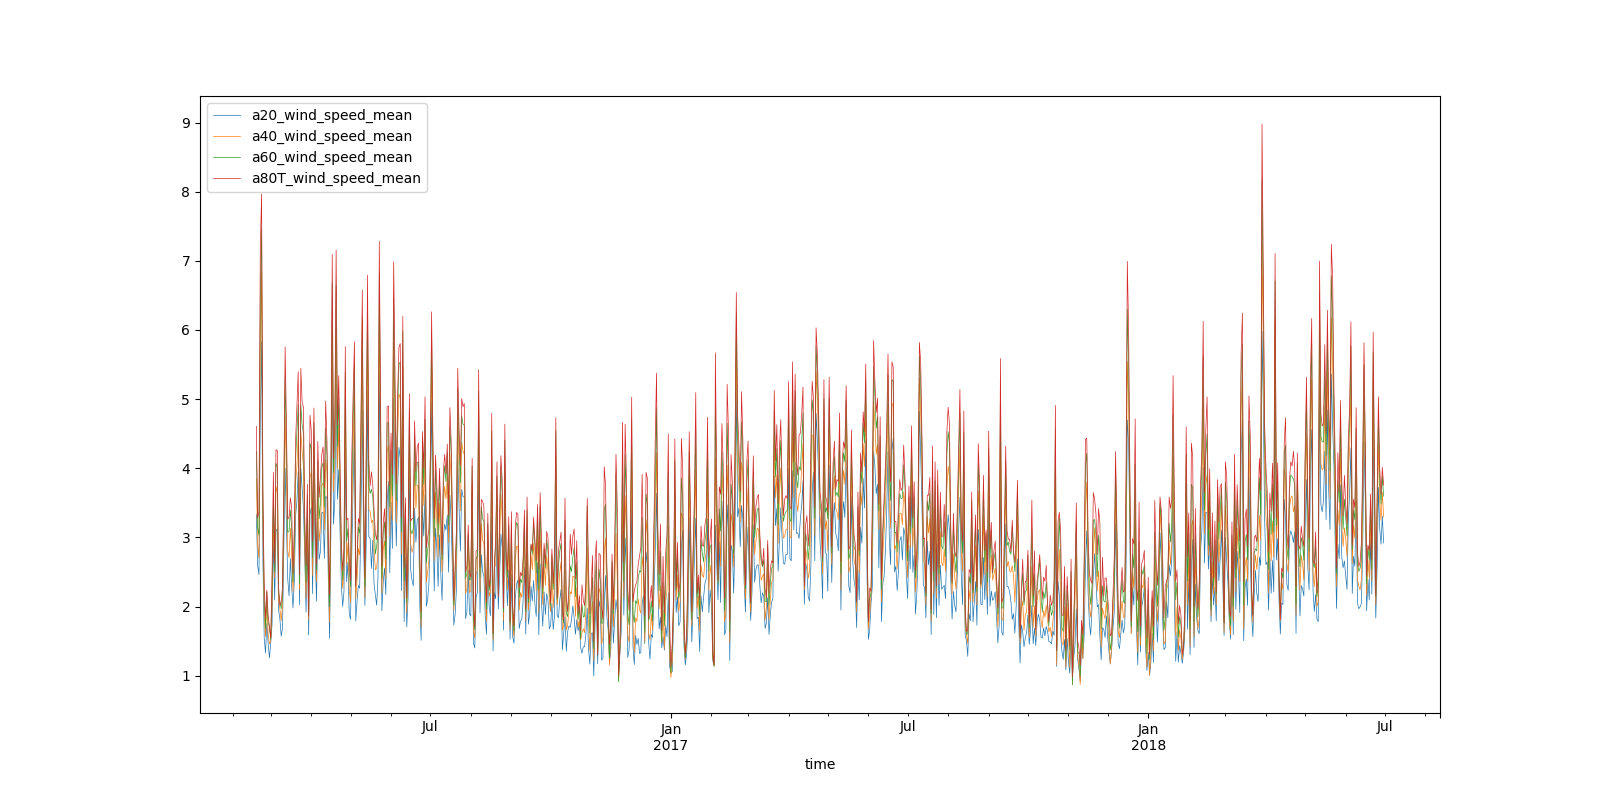 a20_wind_speed_mean
a40_wind_speed_mean
a60_wind_speed_mean
a80T_wind_speed_mean
9
8
7
6
5
4
3
2
1
Jul
Jan
2017
Jul
Jan
2018
Jul
time